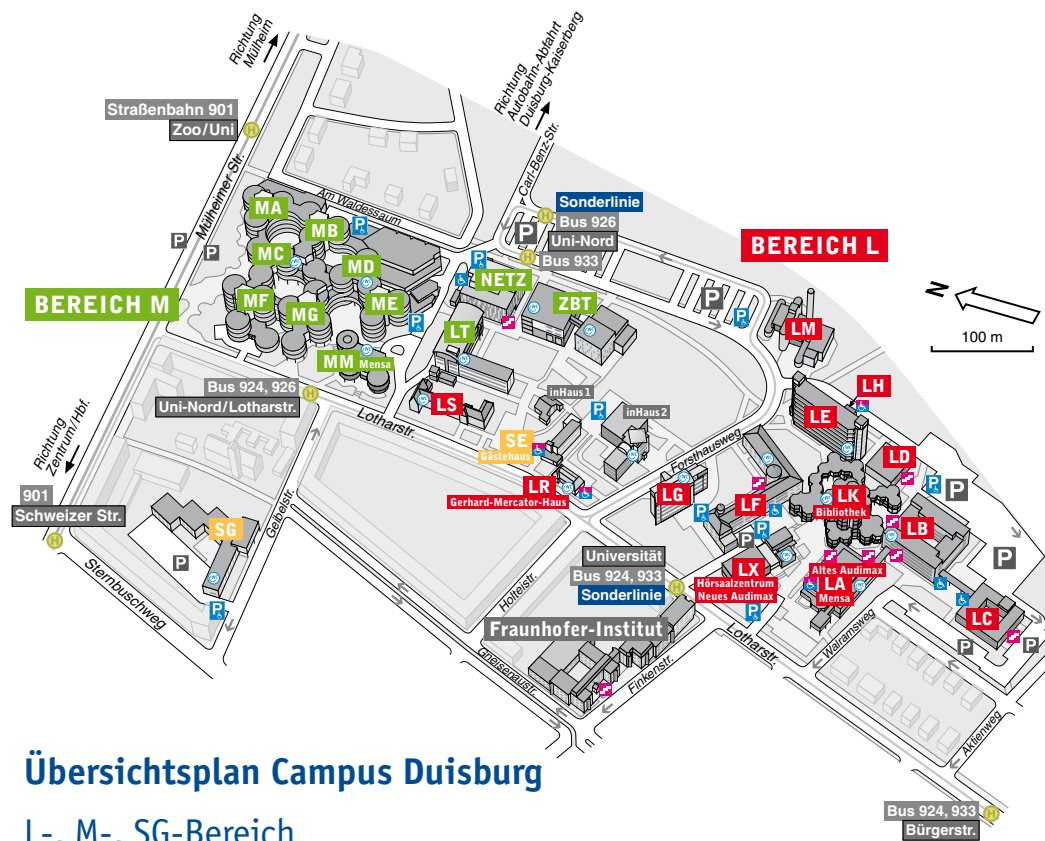 Richtung
Mülheim
Straßenbahn 901
Zoo/Uni
Mülheimer Str.
Richtung
Autobahn-Abfahrt
Duisburg-Kaiserberg
Carl-Benz-Str.
Am Waldessaum
Sonderlinie
Bus 926
Uni-Nord
Bus 933
BEREICH L
BEREICH M
MA
MB
MC
MD
ME
MF
MG
MM Mensa
NETZ
ZBT
LT
LS
P
P
P
P
P
P
P
P
P
P
N
100 m
LM
LH
LE
LD
LK
Bibliothek
LB
LC
LF
LG
LX
Hörsaalzentrum
Neues Audimax
Altes Audimax
LA
Mensa
inHaus 1
inHaus 2
SE
Gästehaus
LR
Gerhard-Mercator-Haus
Forsthausweg
Bus 924, 926
Uni-Nord/Lotharstr.
Lotharstr.
Richtung
Zentrum/Hbf.
901
Schweizer Str.
SG
P
Geibelstr.
Sternbuschweg
Holteistr.
Gneisenaustr.
Universität
Bus 924, 933
Sonderlinie
Fraunhofer-Institut
Finkenstr.
Lotharstr.
Walramsweg
Aktienweg
Bus 924, 933
Bürgerstr.
Übersichtsplan Campus Duisburg
L-, M-, SG-Bereich